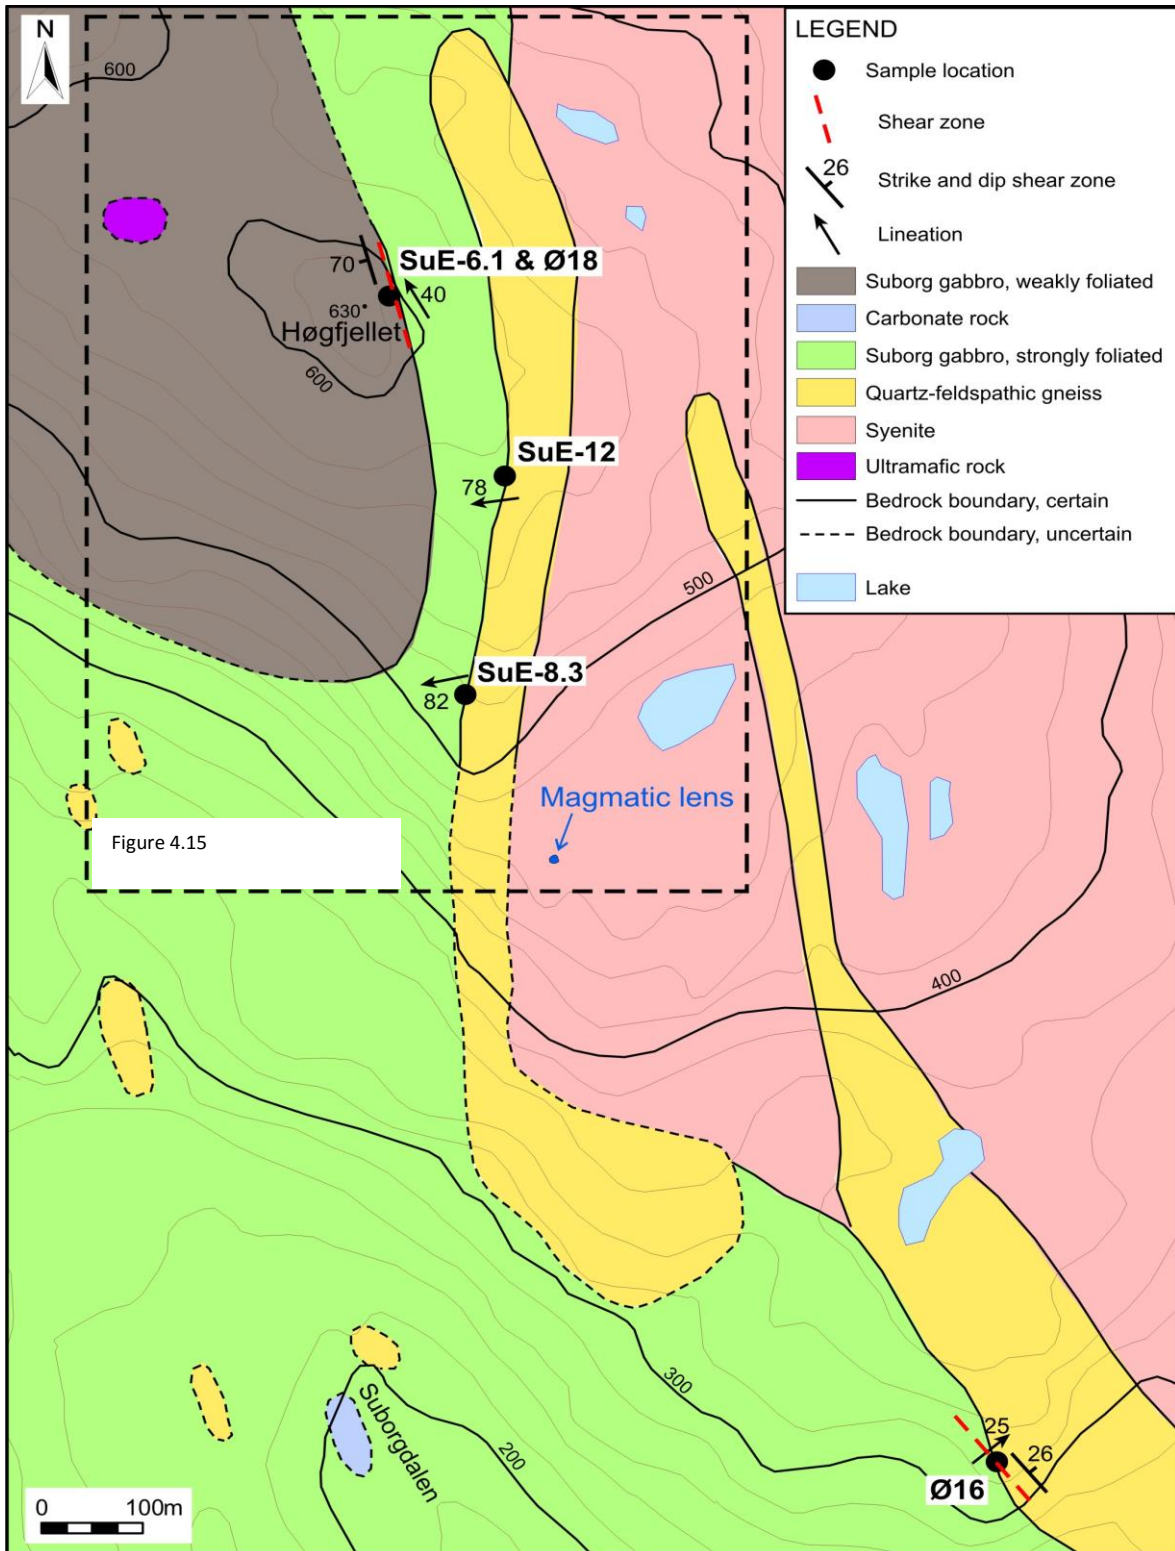 N
600
LEGEND
Sample location
Shear zone
26
Strike and dip shear zone
Lineation
Suborg gabbro, weakly foliated
Carbonate rock
Suborg gabbro, strongly foliated
Quartz-feldspathic gneiss
Syenite
Ultramafic rock
Bedrock boundary, certain
Bedrock boundary, uncertain
Lake
70
SuE-6.1 & Ø18
40
630
Høgfjellet
600
SuE-12
78
500
SuE-8.3
82
Magmatic lens
Figure 4.15
400
300
Suborgdalen
200
25
26
Ø16
0 100m